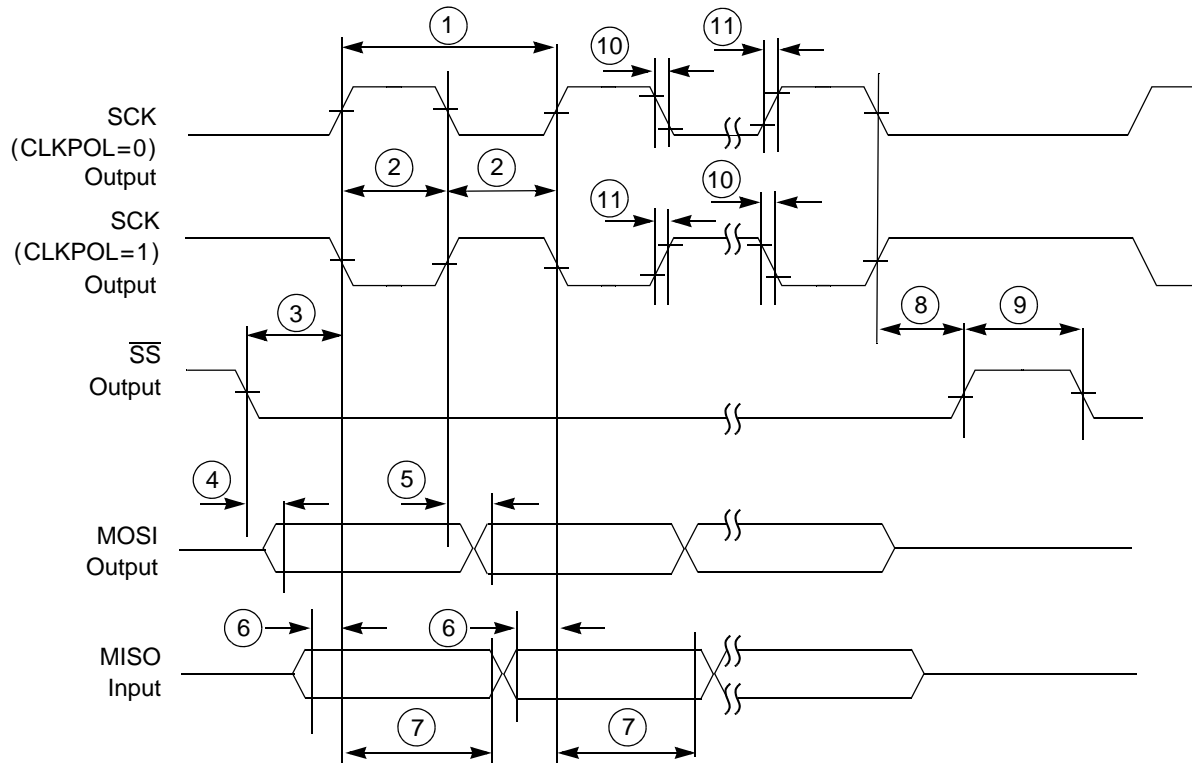 1
10
11
SCK
(CLKPOL=0)
Output
2
2
11
10
SCK
(CLKPOL=1)
Output
3
8
9
SS
Output
4
5
MOSI
Output
6
6
MISO
Input
7
7